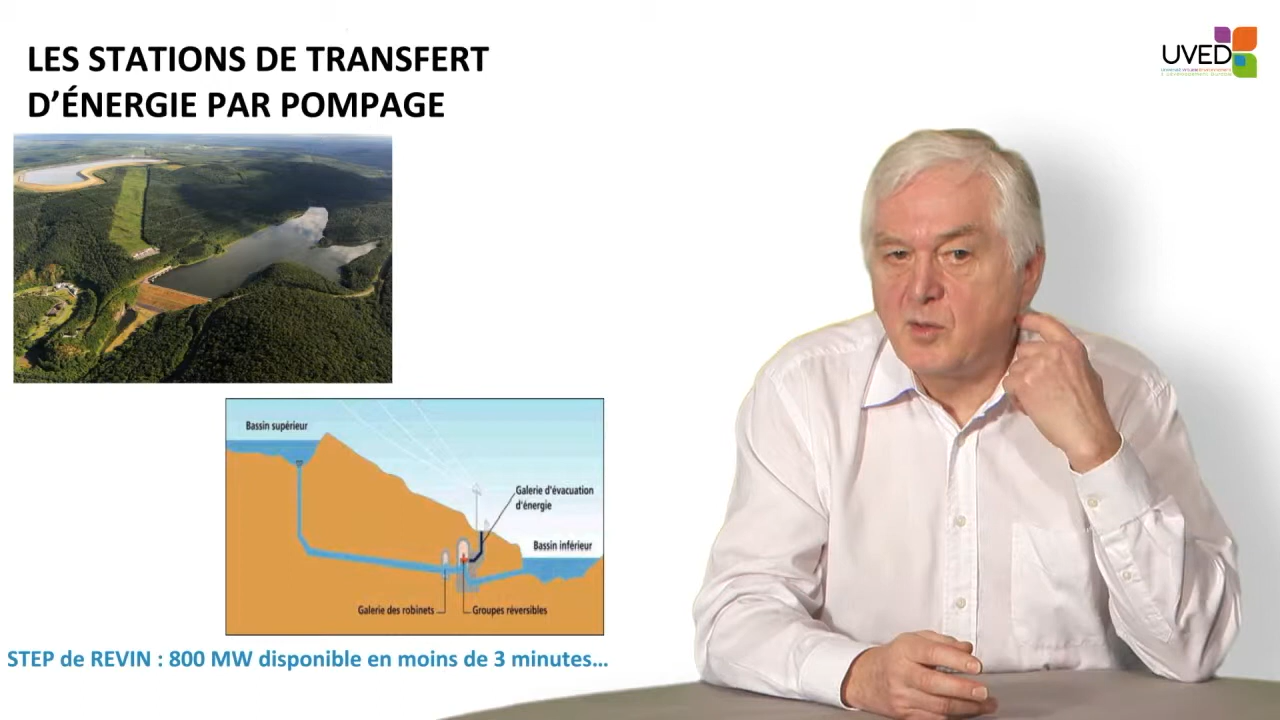 LES STATIONS DE TRANSFERT
D’ÉNERGIE PAR POMPAGE
UVED
Bassin supérieur
Galerie d'évacuation
d'énergie
Bassin inférieur
Galerie des robinets
Groupes réversibles
STEP de REVIN : 800 MW disponible en moins de 3 minutes…